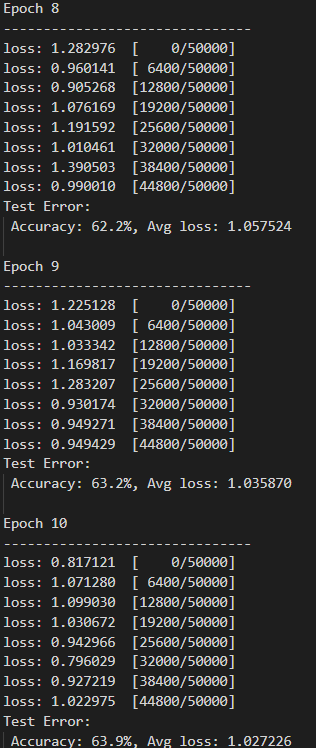 Epoch 8
-------------------------------
loss: 1.282976  [    0/50000]
loss: 0.960141  [ 6400/50000]
loss: 0.905268  [12800/50000]
loss: 1.076169  [19200/50000]
loss: 1.191592  [25600/50000]
loss: 1.010461  [32000/50000]
loss: 1.390503  [38400/50000]
loss: 0.990010  [44800/50000]
Test Error:
 Accuracy: 62.2%, Avg loss: 1.057524

Epoch 9
-------------------------------
loss: 1.225128  [    0/50000]
loss: 1.043009  [ 6400/50000]
loss: 1.033342  [12800/50000]
loss: 1.169817  [19200/50000]
loss: 1.283207  [25600/50000]
loss: 0.930174  [32000/50000]
loss: 0.949271  [38400/50000]
loss: 0.949429  [44800/50000]
Test Error:
 Accuracy: 63.2%, Avg loss: 1.035870

Epoch 10
-------------------------------
loss: 0.817121  [    0/50000]
loss: 1.071280  [ 6400/50000]
loss: 1.099030  [12800/50000]
loss: 1.030672  [19200/50000]
loss: 0.942966  [25600/50000]
loss: 0.796029  [32000/50000]
loss: 0.927219  [38400/50000]
loss: 1.022975  [44800/50000]
Test Error:
 Accuracy: 63.9%, Avg loss: 1.027226